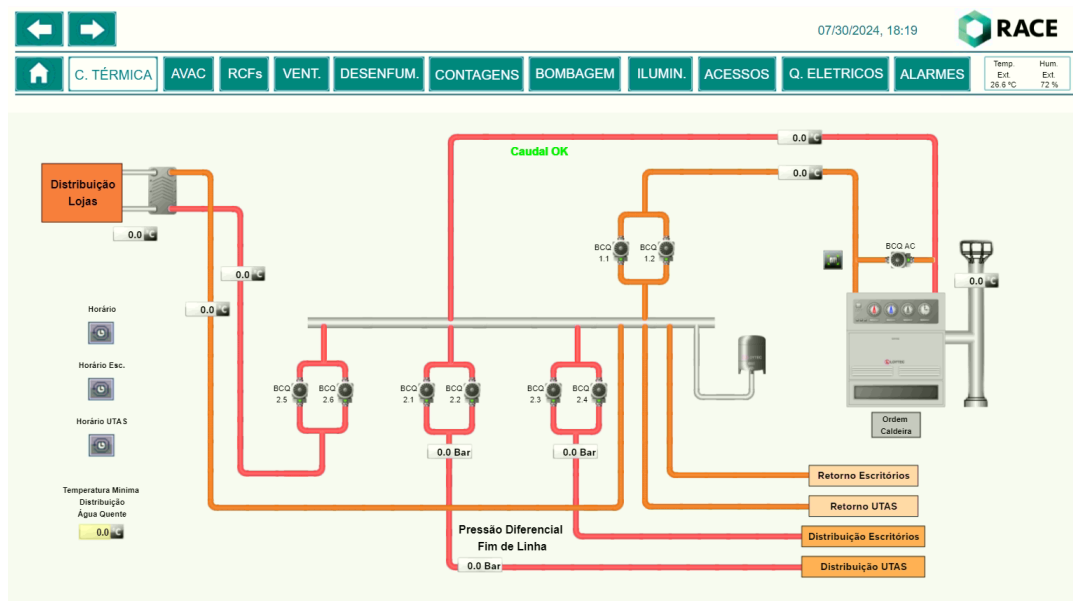 07/30/2024, 18:19
RACE
C. TÉRMICA
AVAC
RCFs
VENT.
DESENFUM.
CONTAGENS
BOMBAGEM
ILUMIN.
ACESSOS
Q. ELETRICOS
ALARMES
Temp.
Ext.
26.6 ºC
Hum.
Ext.
72 %
Caudal OK
0.0 C
0.0 C
Distribuição
Lojas
0.0 C
0.0 C
0.0 C
BCQ
1.1
BCQ
1.2
BCQ AC
0.0 C
Horário
Horário Esc.
Horário UTAS
BCQ
2.5
BCQ
2.6
BCQ
2.1
BCQ
2.2
BCQ
2.3
BCQ
2.4
Ordem
Caldeira
0.0 Bar
0.0 Bar
Temperatura Minima
Distribuição
Água Quente
0.0 C
Pressão Diferencial
Fim de Linha
0.0 Bar
Retorno Escritórios
Retorno UTAS
Distribuição Escritórios
Distribuição UTAS